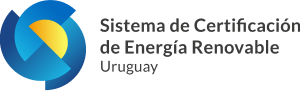 Sistema de Certificación
de Energía Renovable
Uruguay